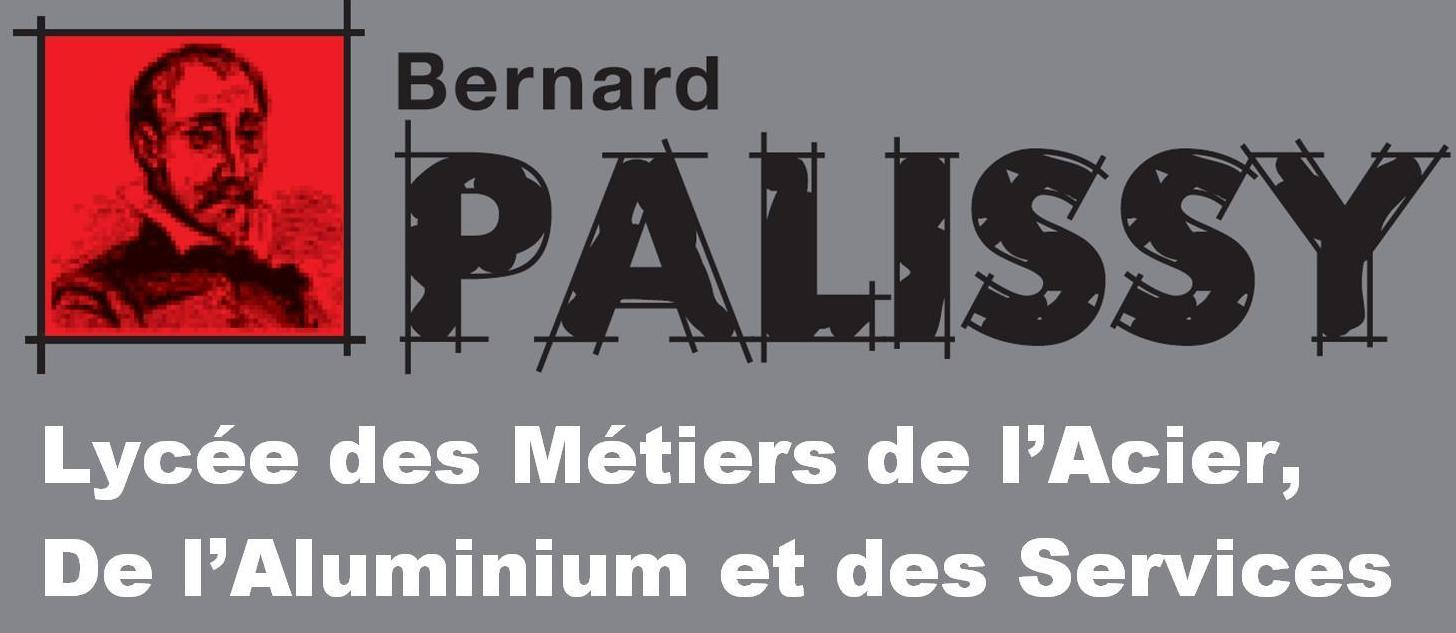 Bernard
PALISSY
Lycée des Métiers de l’Acier,
De l’Aluminium et des Services